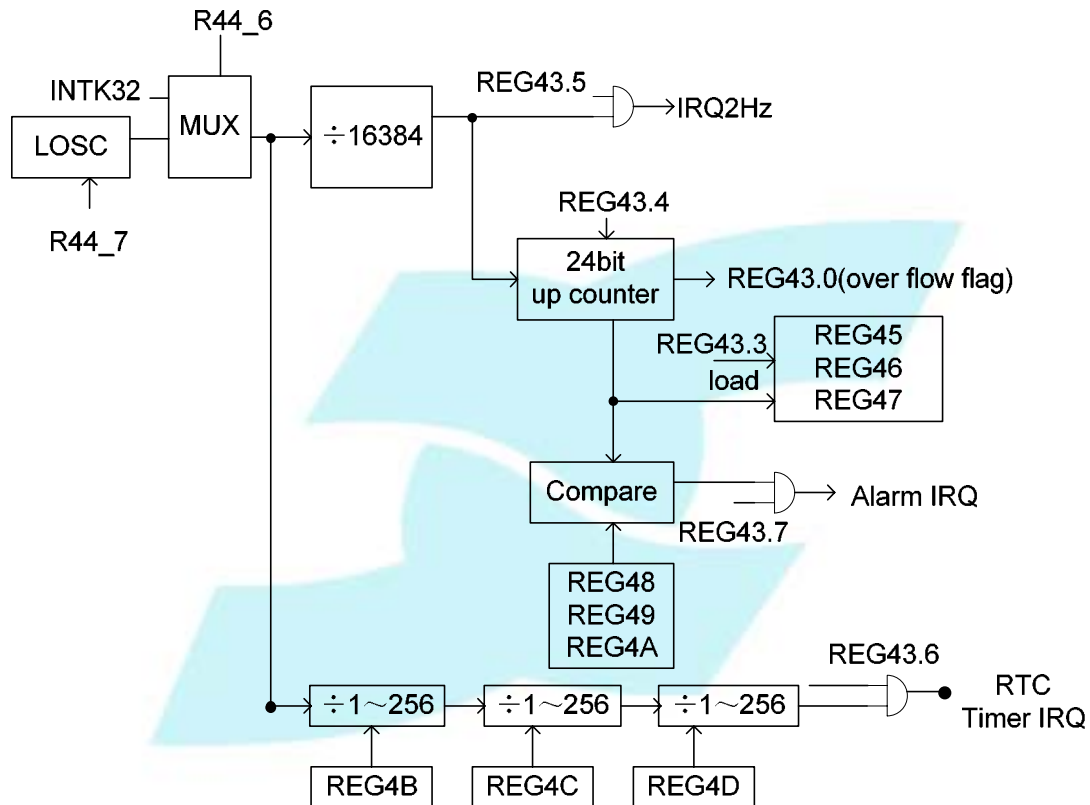 R44_6
INTK32
MUX
LOSC
R44_7
÷16384
REG43.5
IRQ2Hz
REG43.4
24bit
up counter
REG43.0(over flow flag)
REG43.3
load
REG45
REG46
REG47
Compare
REG43.7
Alarm IRQ
REG48
REG49
REG4A
REG43.6
÷1～256
÷1～256
÷1～256
RTC
Timer IRQ
REG4B
REG4C
REG4D